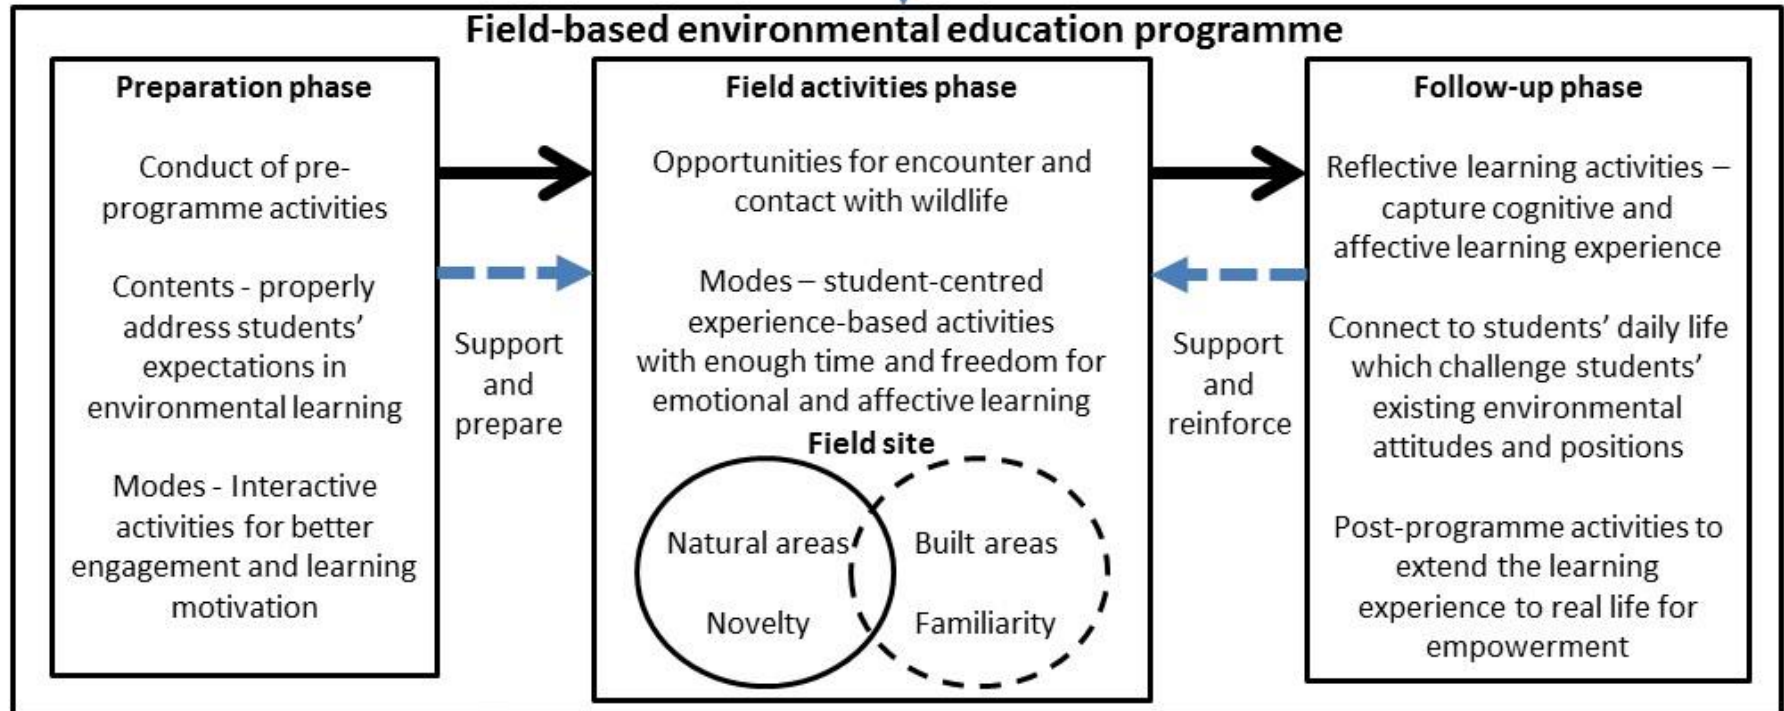 Field-based environmental education programme
Preparation phase
Conduct of pre-
programme activities
Contents - properly
address students’
expectations in
environmental learning
Modes - Interactive
activities for better
engagement and learning
motivation
Support
and
prepare
Field activities phase
Opportunities for encounter and
contact with wildlife
Modes – student-centred
experience-based activities
with enough time and freedom for
emotional and affective learning
Field site
Natural areas
Novelty
Built areas
Familiarity
Support
and
reinforce
Follow-up phase
Reflective learning activities –
capture cognitive and
affective learning experience
Connect to students’ daily life
which challenge students’
existing environmental
attitudes and positions
Post-programme activities to
extend the learning
experience to real life for
empowerment